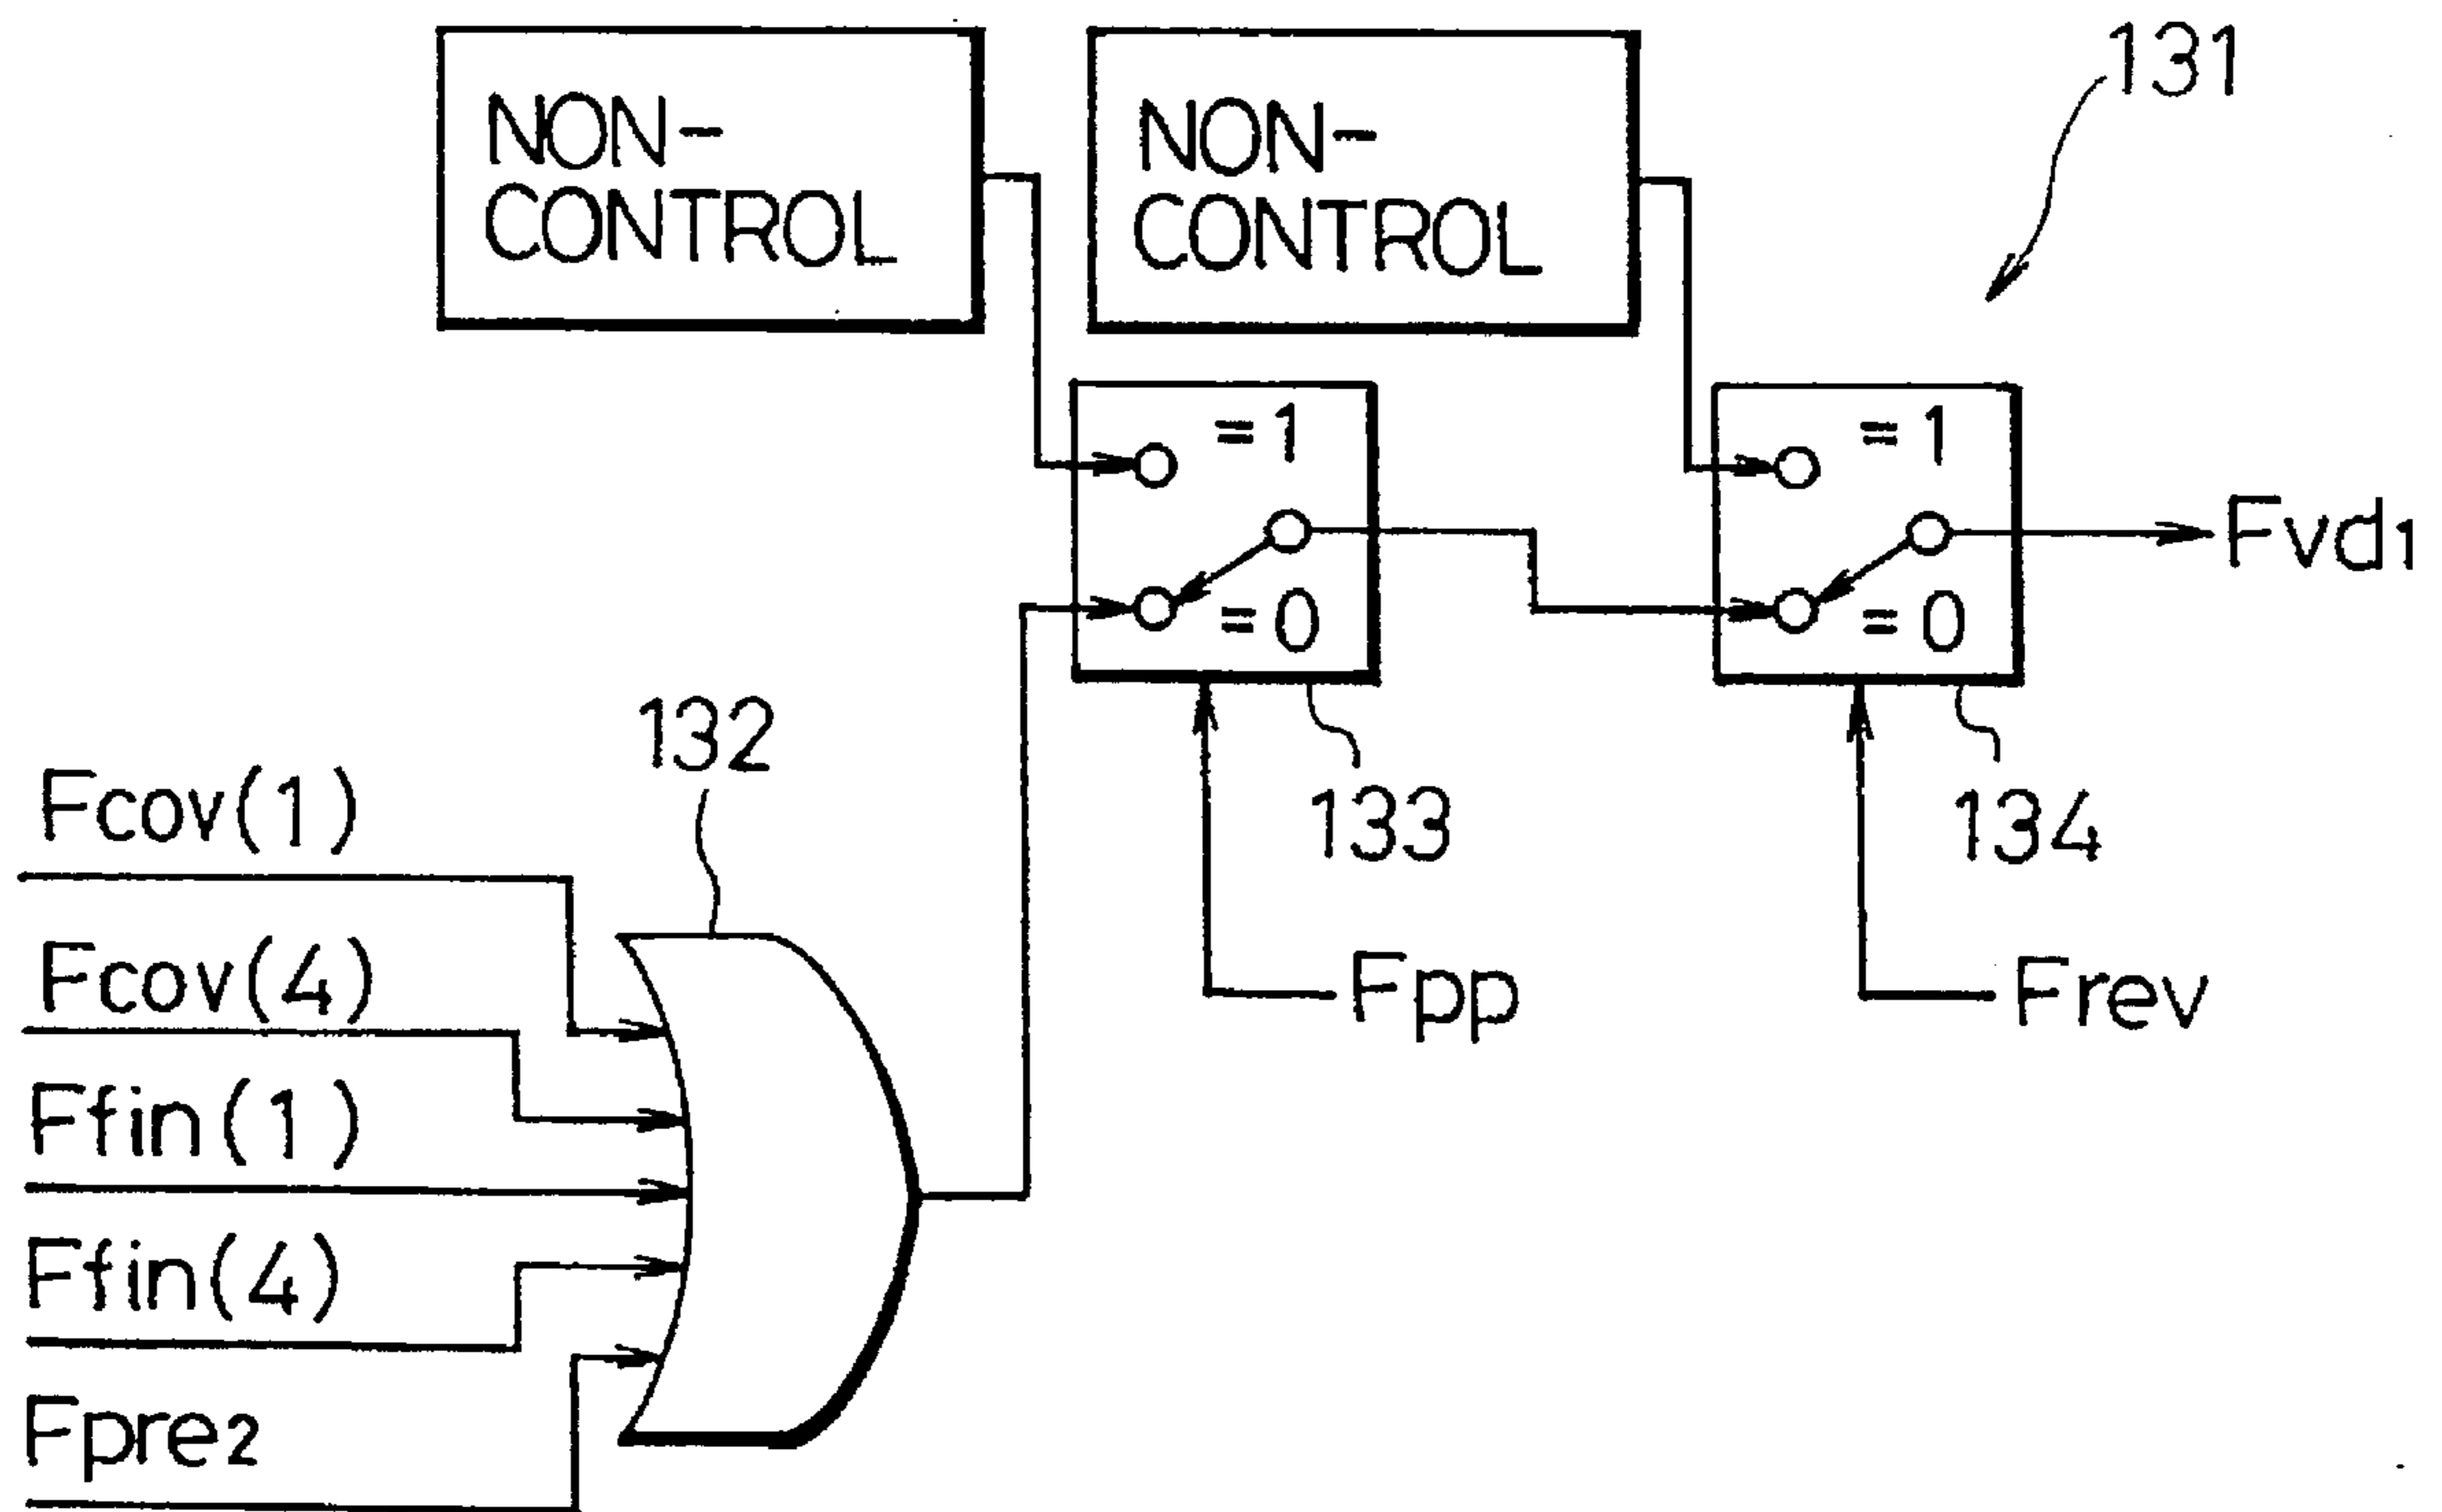 NON-
CONTROL
NON-
CONTROL
131
=1
=0
=1
=0
Fvd1
132
133
134
Fcov(1)
Fcov(4)
Ffin(1)
Ffin(4)
Fpre2
Fpp
Frev